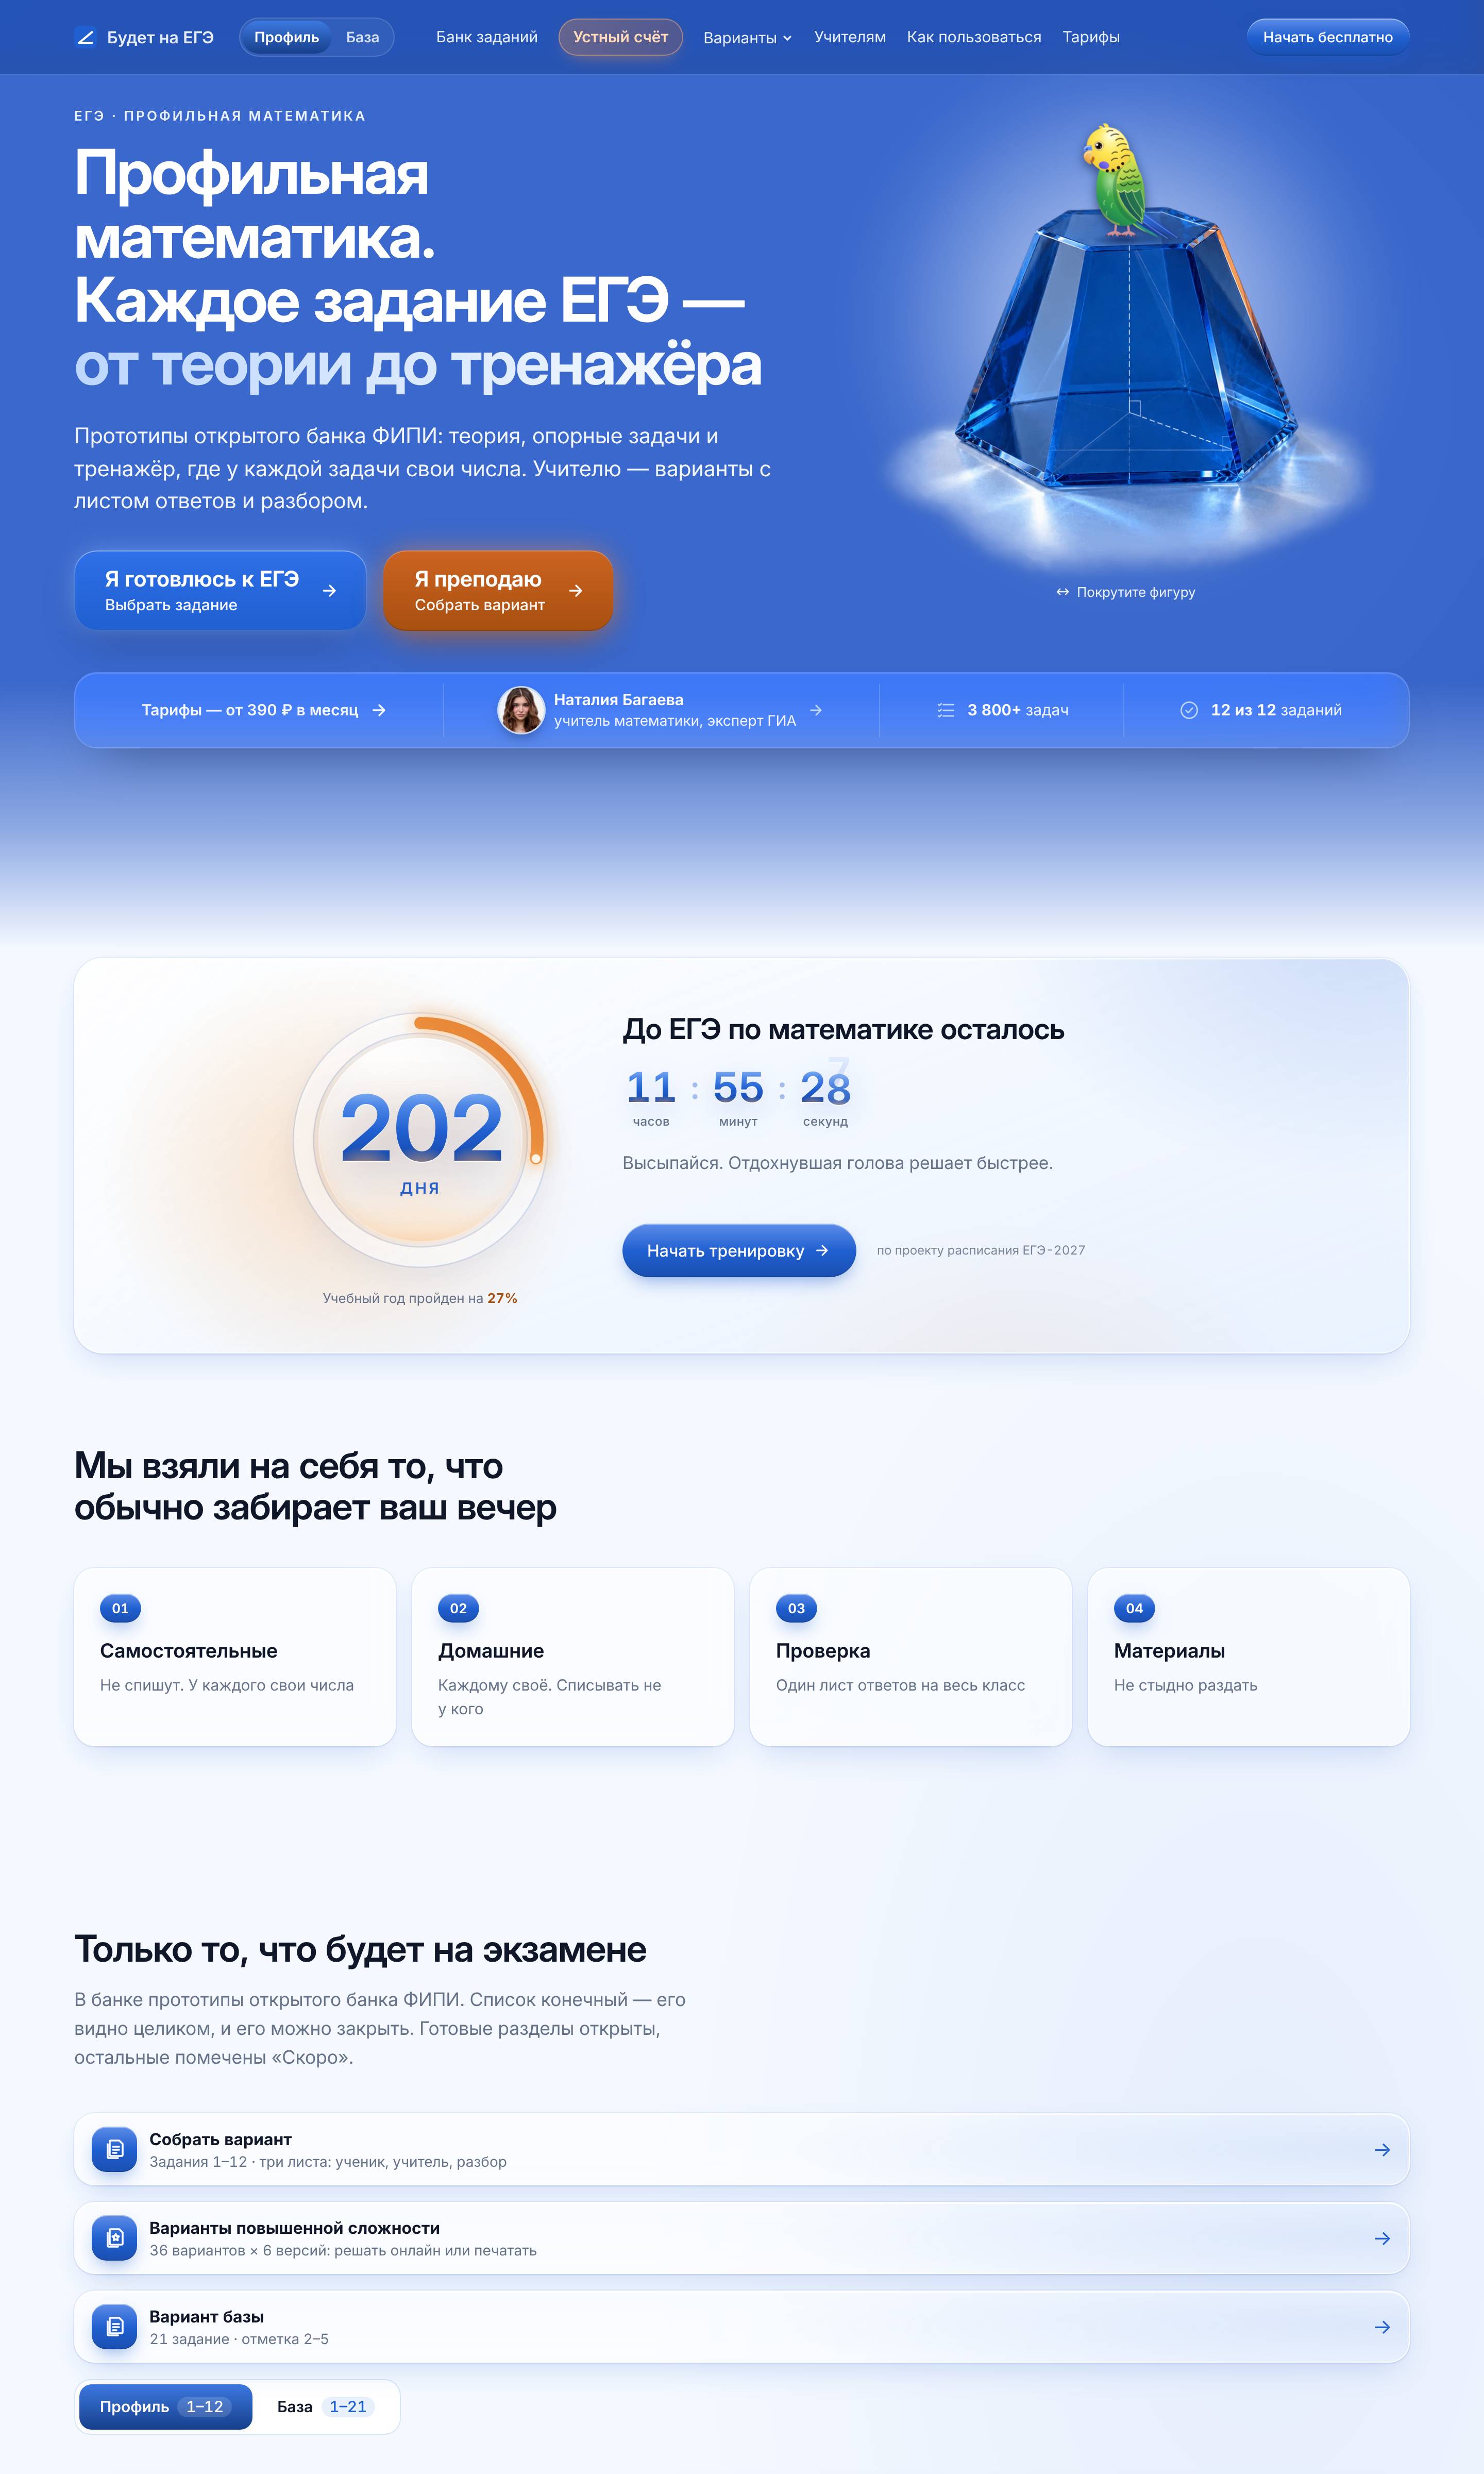 Будет на ЕГЭ
Профиль
База
Банк заданий
Устный счёт
Варианты
Учителям
Как пользоваться
Тарифы
Начать бесплатно
ЕГЭ · ПРОФИЛЬНАЯ МАТЕМАТИКА
Профильная
математика.
Каждое задание ЕГЭ —
от теории до тренажёра
Прототипы открытого банка ФИПИ: теория, опорные задачи и
тренажёр, где у каждой задачи свои числа. Учителю — варианты с
листом ответов и разбором.
Я готовлюсь к ЕГЭ
Выбрать задание
→
Я преподаю
Собрать вариант
→
↔ Покрутите фигуру
Тарифы — от 390 ₽ в месяц →
Наталия Багаева
учитель математики, эксперт ГИА
→
3 800+ задач
12 из 12 заданий
202
ДНЯ
Учебный год пройден на 27%
До ЕГЭ по математике осталось
11 : 55 : 28
7
часов
минут
секунд
Высыпайся. Отдохнувшая голова решает быстрее.
Начать тренировку →
по проекту расписания ЕГЭ-2027
Мы взяли на себя то, что
обычно забирает ваш вечер
01
Самостоятельные
Не спишут. У каждого свои числа
02
Домашние
Каждому своё. Списывать не
у кого
03
Проверка
Один лист ответов на весь класс
04
Материалы
Не стыдно раздать
Только то, что будет на экзамене
В банке прототипы открытого банка ФИПИ. Список конечный — его
видно целиком, и его можно закрыть. Готовые разделы открыты,
остальные помечены «Скоро».
Собрать вариант
Задания 1–12 · три листа: ученик, учитель, разбор
→
Варианты повышенной сложности
36 вариантов × 6 версий: решать онлайн или печатать
→
Вариант базы
21 задание · отметка 2–5
→
Профиль 1–12
База 1–21